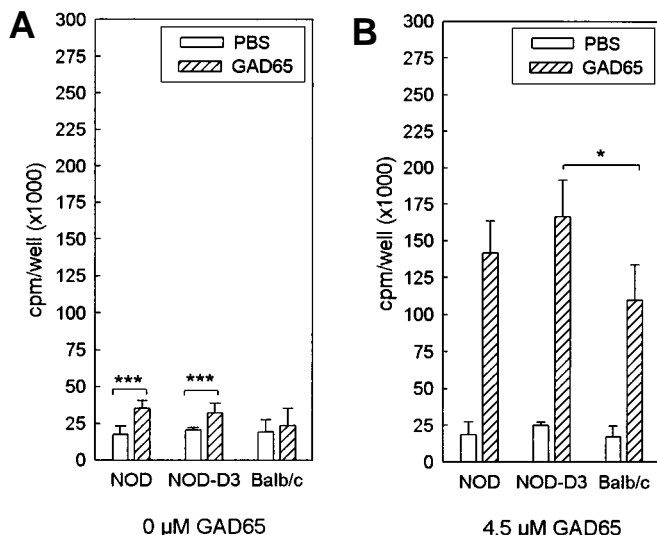 A
PBS
GAD65
300
275
250
225
200
175
150
125
100
75
50
25
0
cpm/well (x1000)
***
***
NOD
NOD-D3
Balb/c
0 µM GAD65
B
PBS
GAD65
300
275
250
225
200
175
150
125
100
75
50
25
0
cpm/well (x1000)
*
NOD
NOD-D3
Balb/c
4.5 µM GAD65